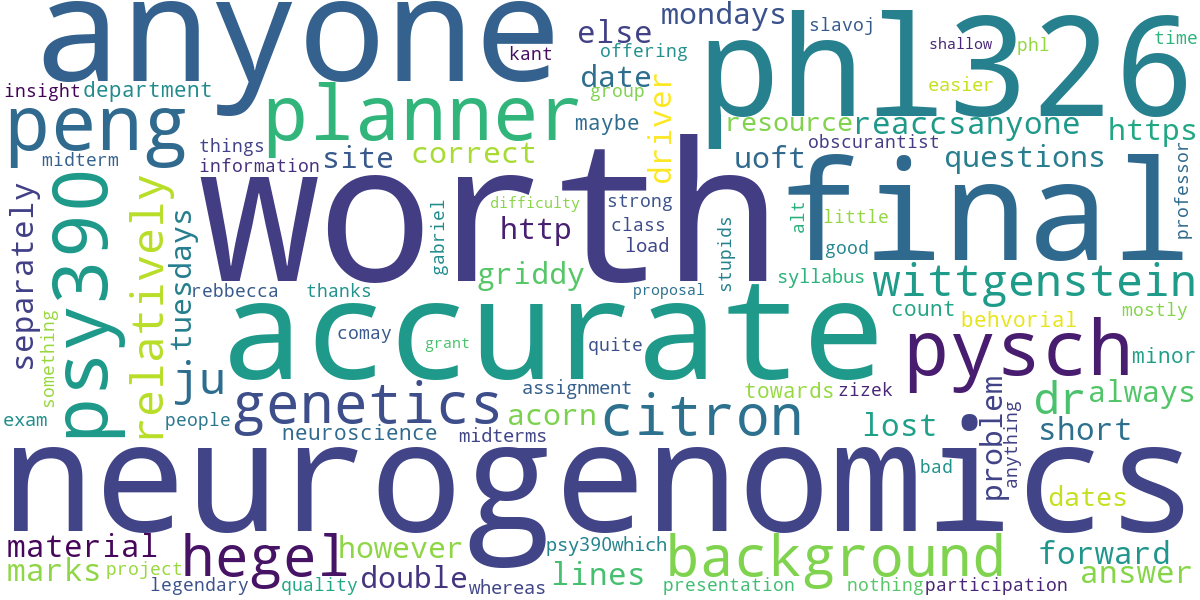 anyone
phl326
worth
final
accurate
neurogenomics
planner
peng
psy390
relatively
background
hegel
citron
genetics
pysch
wittgenstein
mondays
else
slavoj
kant
offering
date
group
shallow
phl
time
easier
insight
department
driver
maybe
resource
reaccsanyone
https
things
information
midterm
site
correct
uoft
obscurantist
questions
professor
separately
tuesdays
gabriel
difficulty
http
strong
class
load
stupids
alt
little
good
griddy
syllabus
rebbecca
thanks
proposal
count
mostly
behvorial
something
j
ju
comay
grant
quite
minor
assignment
towards
zizek
dr
always
exam
people
acorn
neuroscience
midterms
lost
problem
anything
short
bad
dates
material
marks
project
however
double
legendary
quality
whereas
psy390which
lines
presentation
nothing
participation
forward
answer